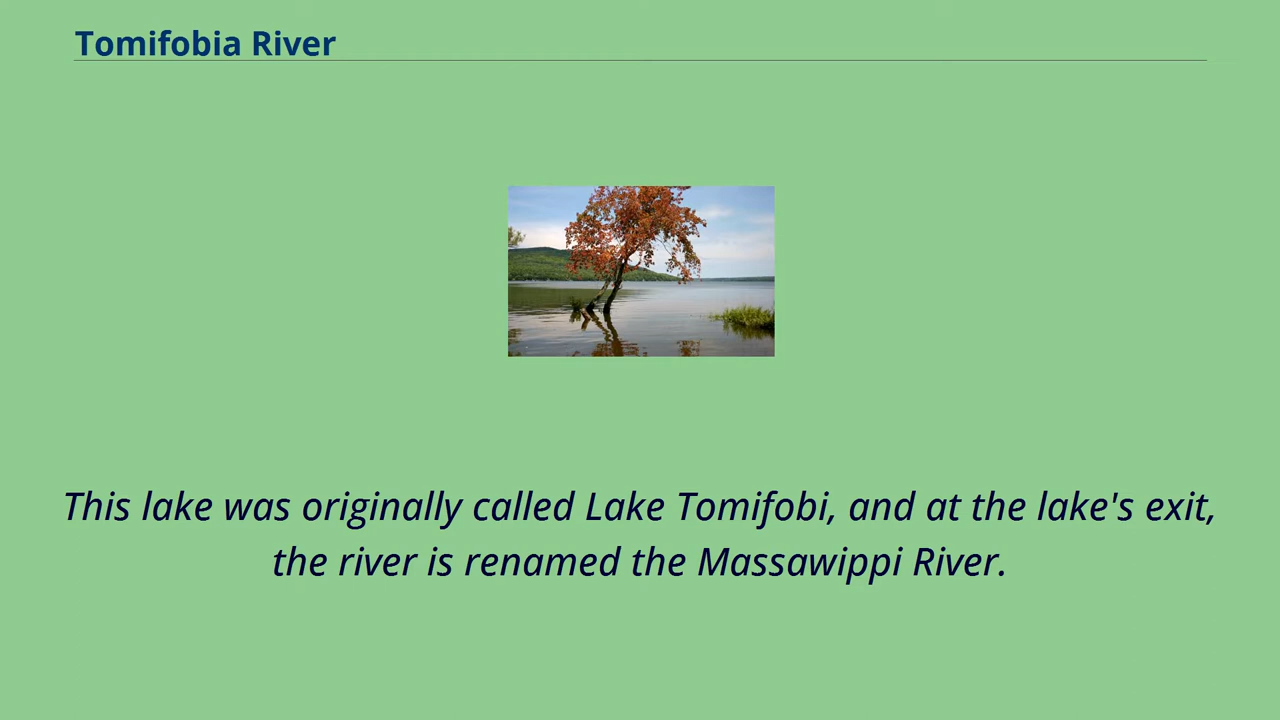 Tomifobia River
This lake was originally called Lake Tomifobi, and at the lake's exit,
the river is renamed the Massawippi River.